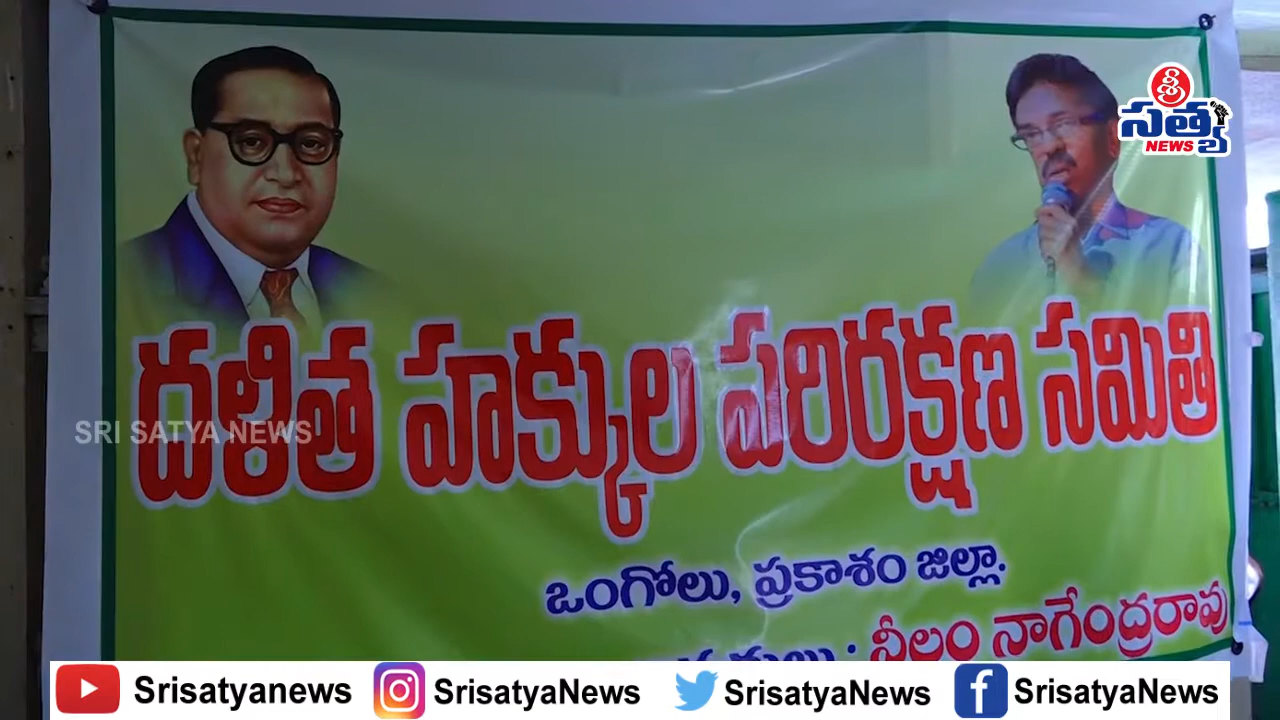 శ్రీ
సత్య
NEWS
దళిత హక్కుల పరిరక్షణ సమితి
SRI SATYA NEWS
ఒంగోలు, ప్రకాశం జిల్లా.
: నీలం నాగేంద్రరావు
Srisatyanews SrisatyaNews SrisatyaNews SrisatyaNews